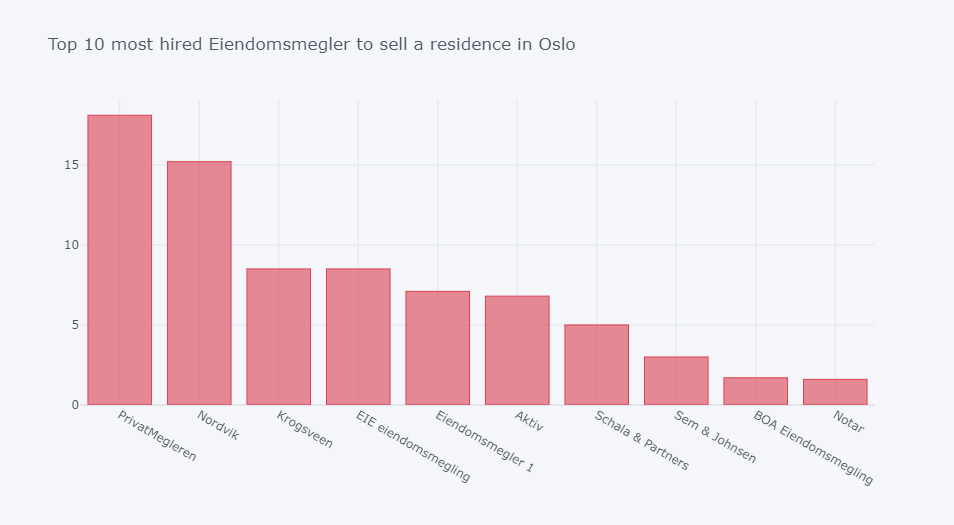 Top 10 most hired Eiendomsmegler to sell a residence in Oslo
15
10
5
0
PrivatMegleren
Nordvik
Krogsveen
EIE eiendomsmegling
Eiendomsmegler 1
Aktiv
Schala & Partners
Sem & Johnsen
BOA Eiendomsmegling
Notar